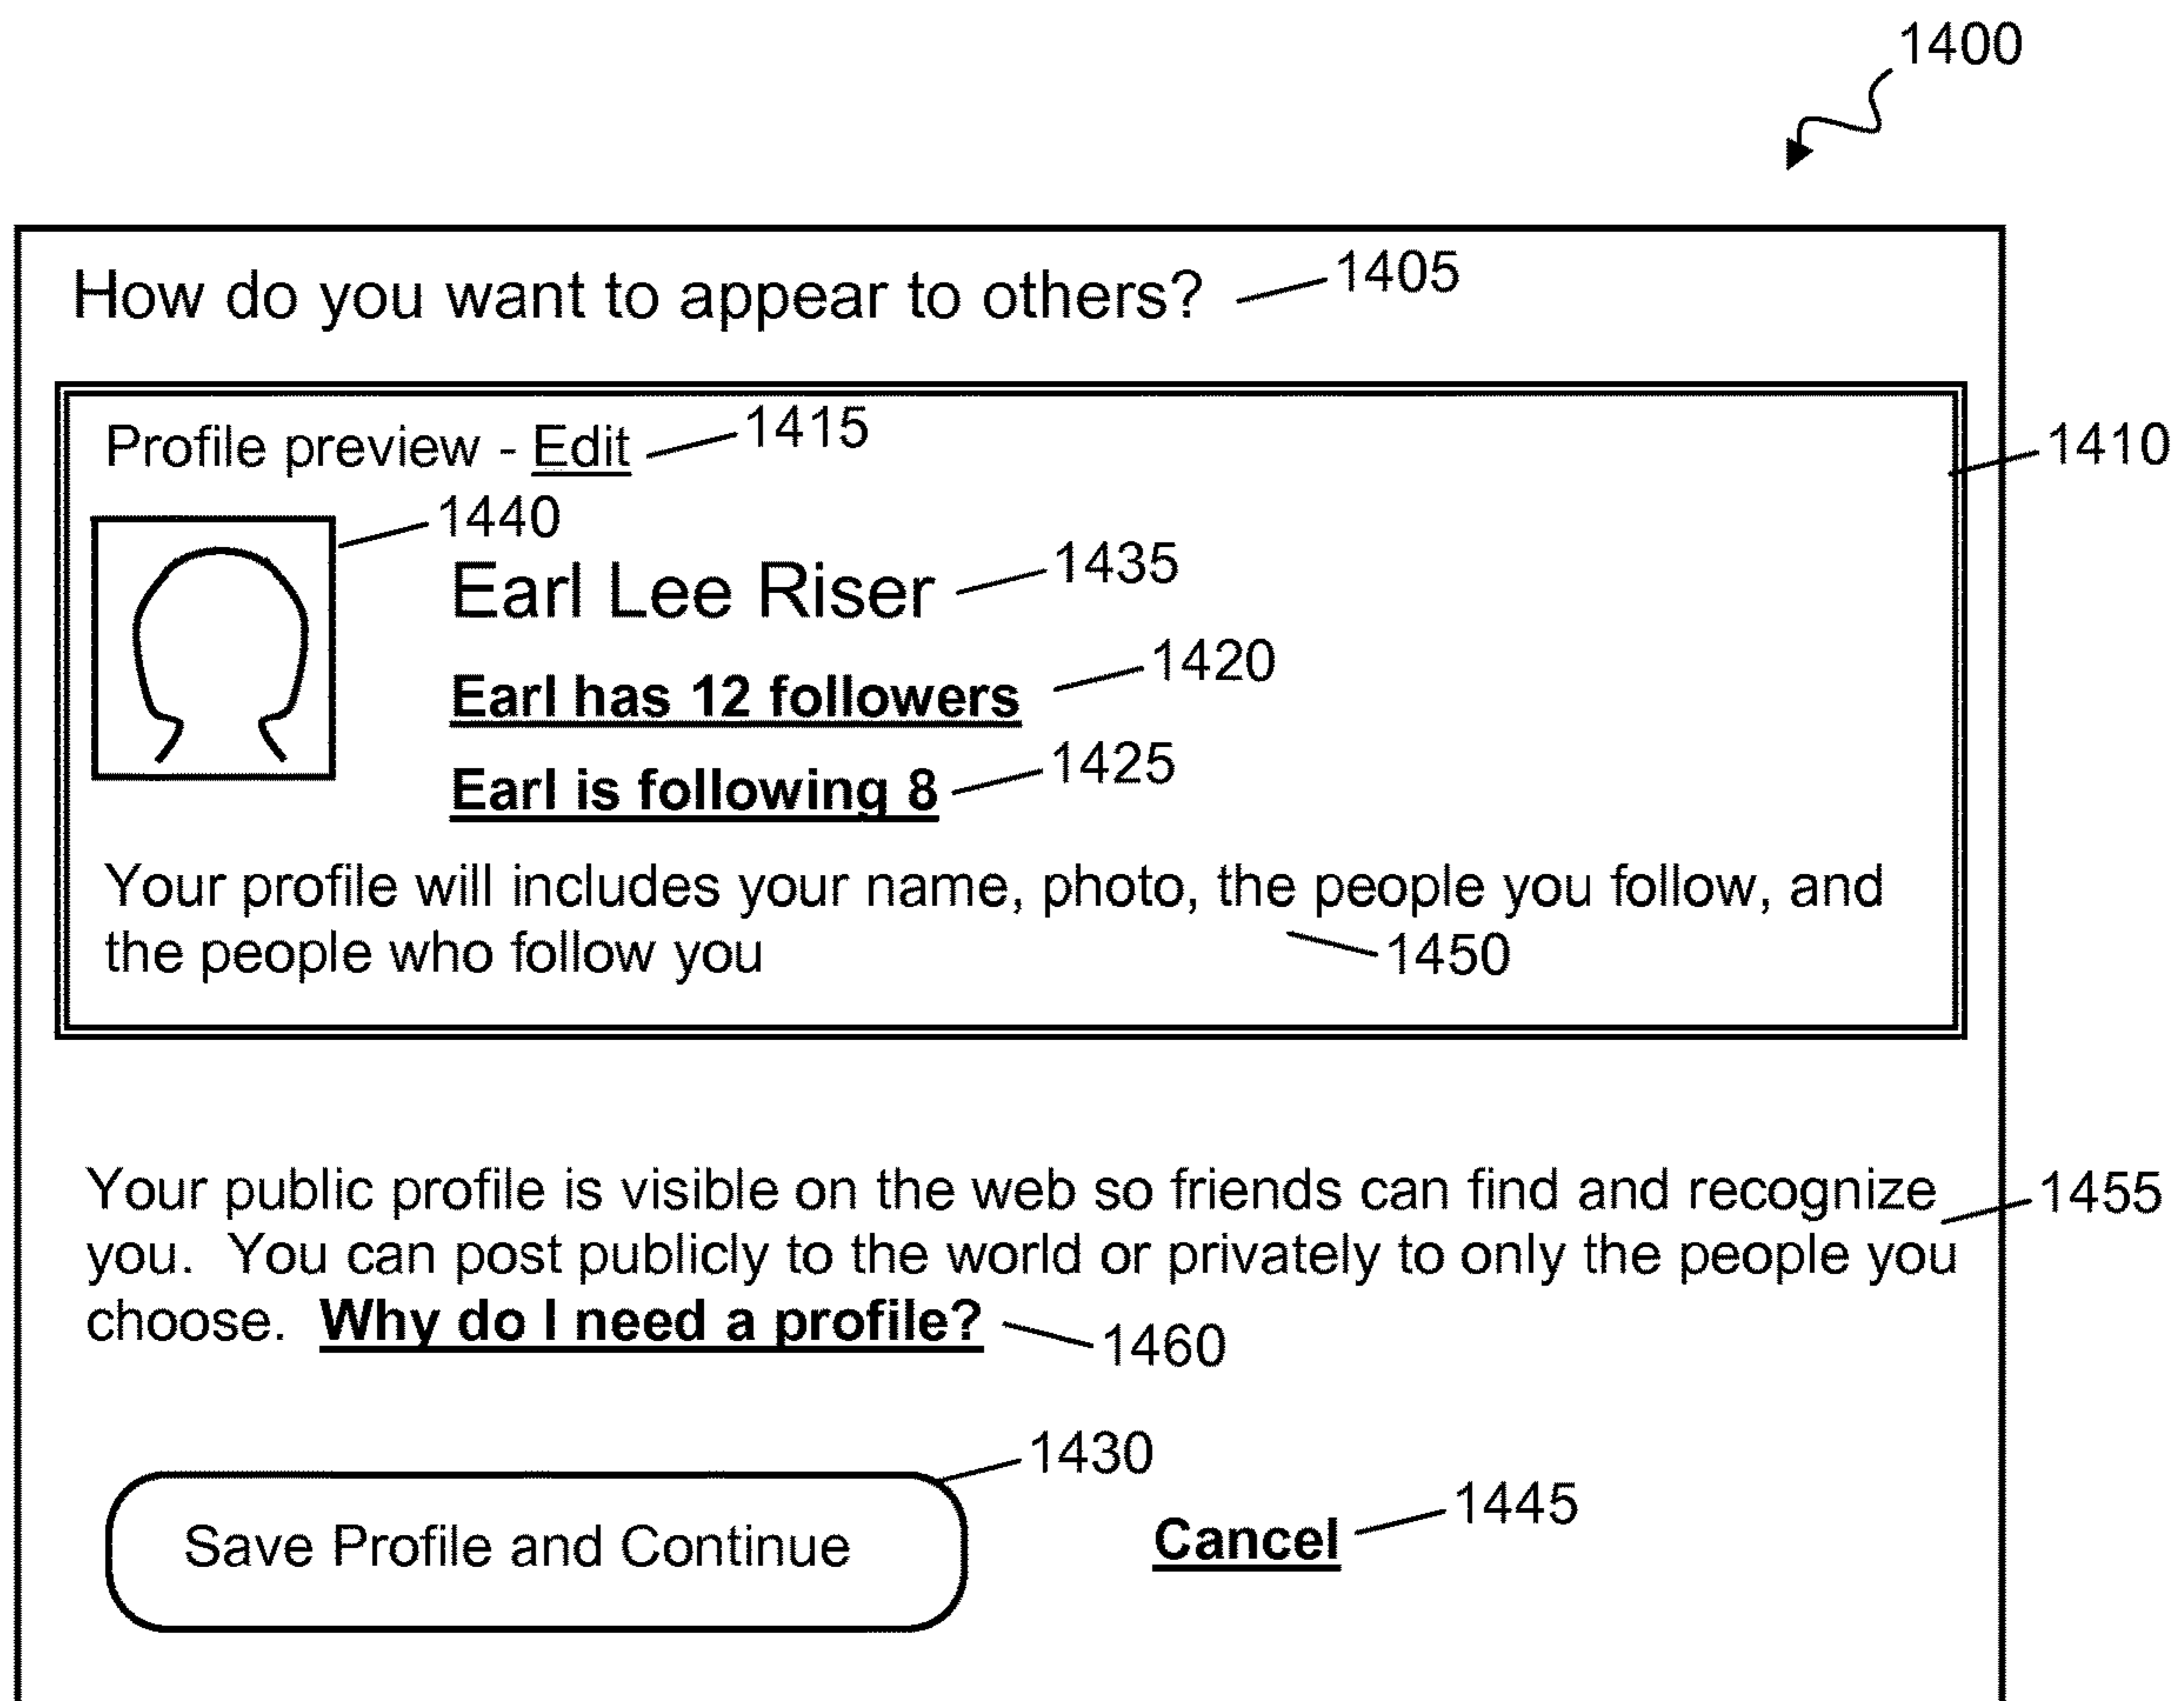 1400
How do you want to appear to others? 1405
Profile preview - Edit 1415
1410
1440
Earl Lee Riser 1435
Earl has 12 followers 1420
Earl is following 8 1425
Your profile will includes your name, photo, the people you follow, and
the people who follow you 1450
Your public profile is visible on the web so friends can find and recognize 1455
you. You can post publicly to the world or privately to only the people you
choose. Why do I need a profile? 1460
1430
Save Profile and Continue
Cancel 1445